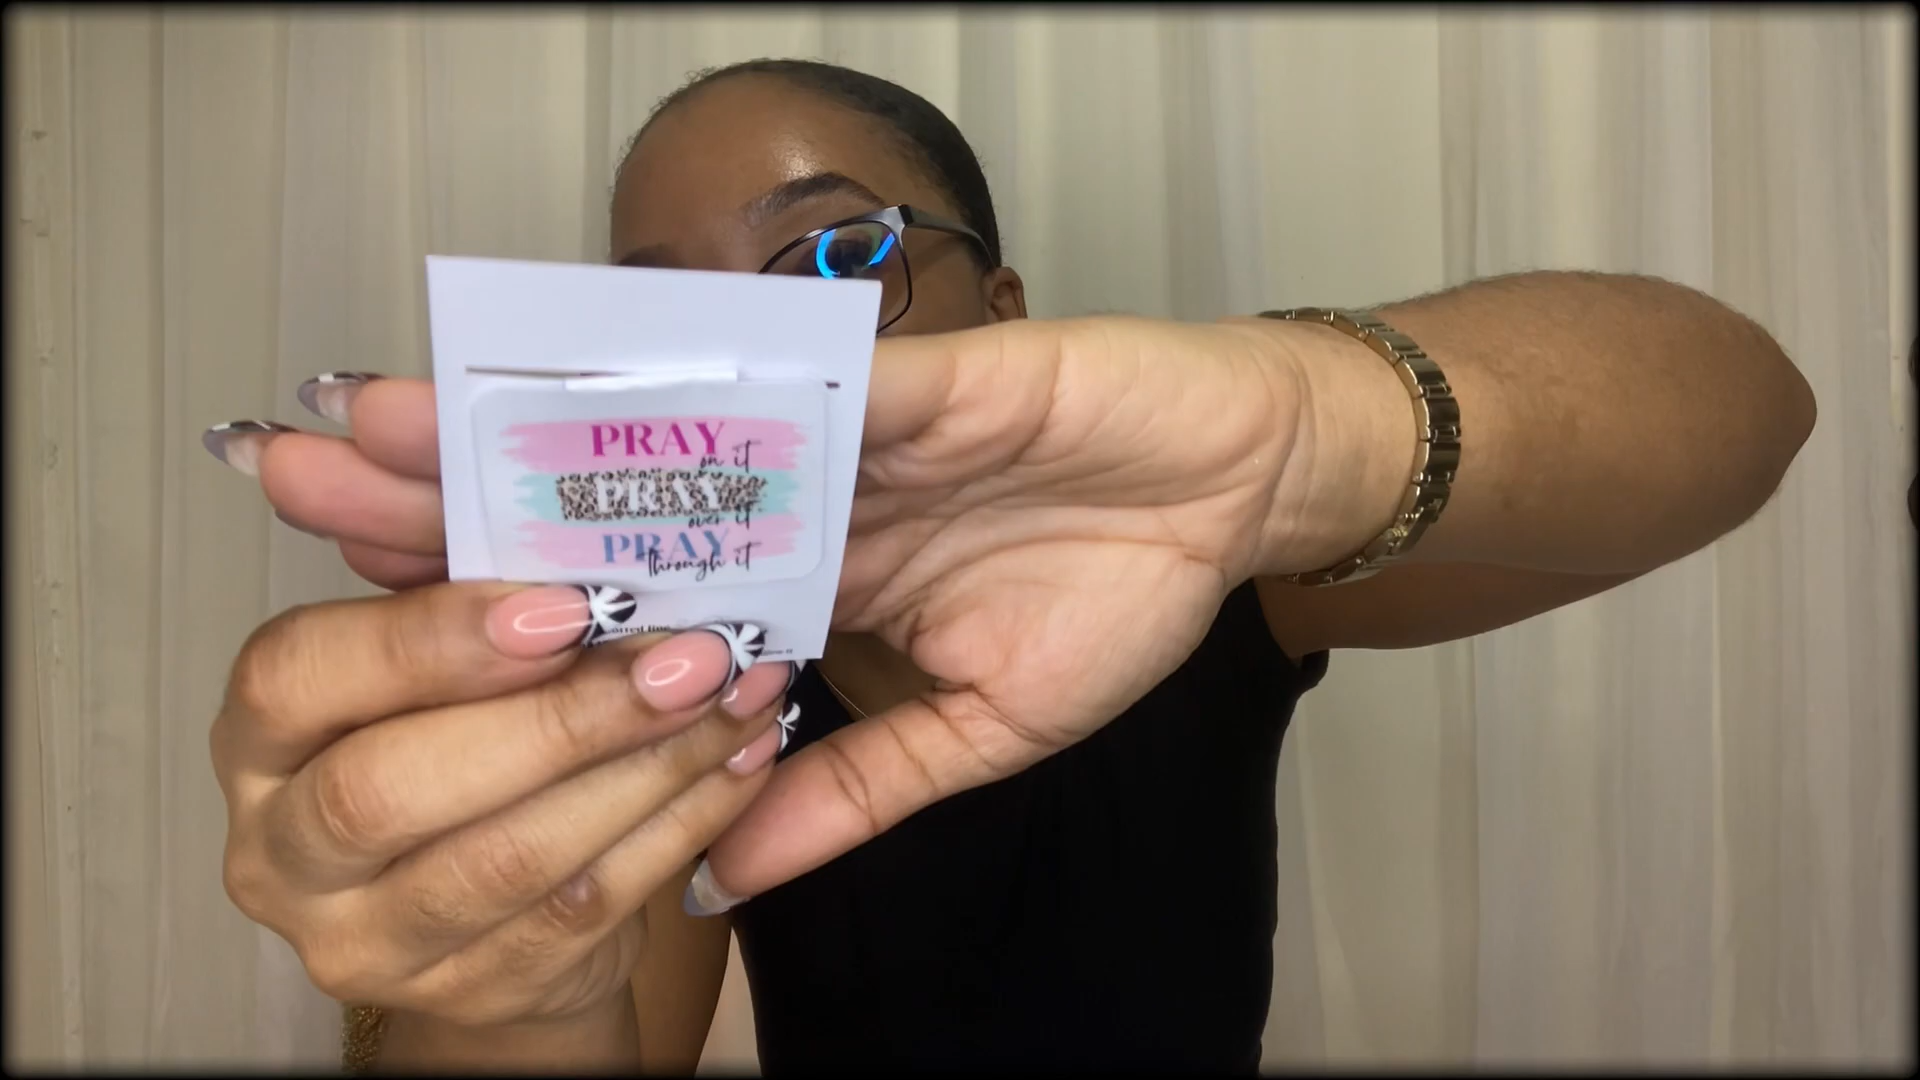 PRAY
on it
PRAY
over it
PRAY
through it